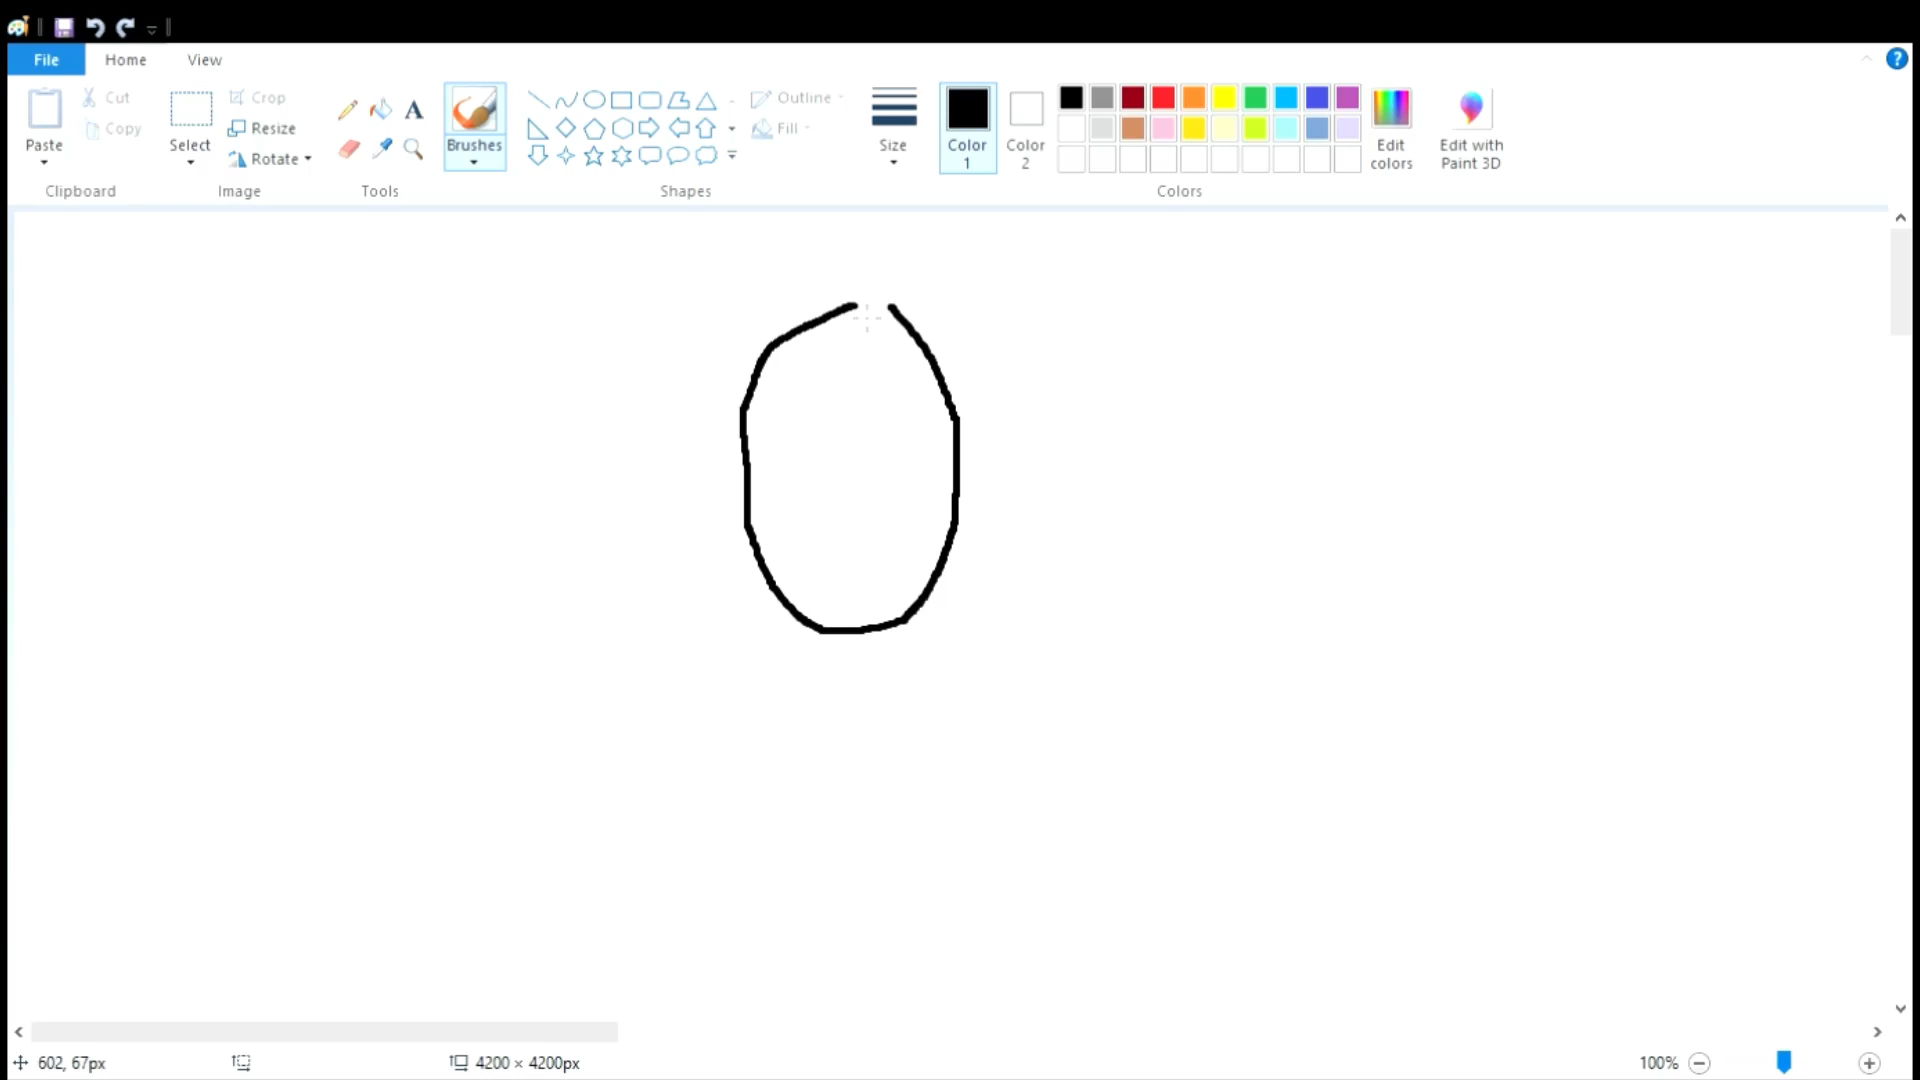 File Home View
Paste Cut Copy
Clipboard
Select Crop Resize Rotate
Image
Tools
Brushes
Shapes
Outline
Fill
Size
Color 1
Color 2
Colors
Edit colors
Edit with Paint 3D
602, 67px
4200 × 4200px
100%